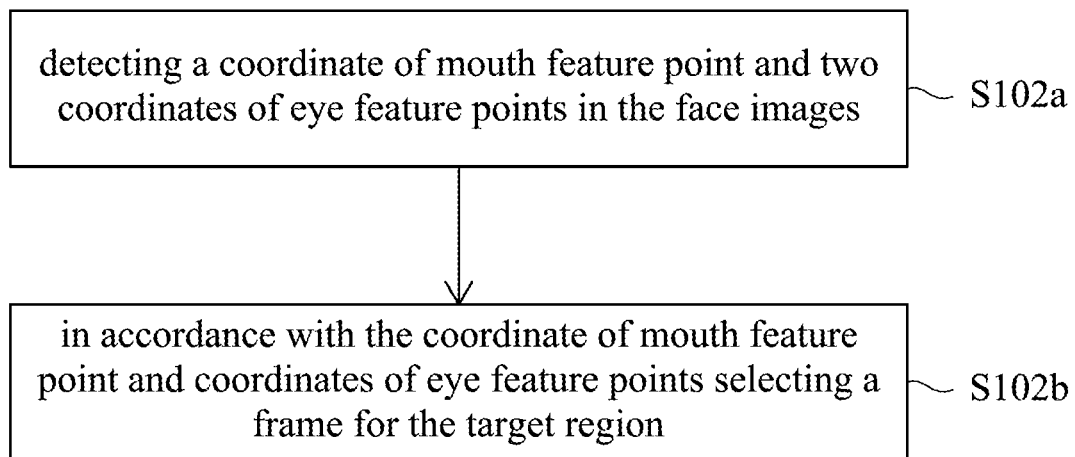 detecting a coordinate of mouth feature point and two
coordinates of eye feature points in the face images
S102a
in accordance with the coordinate of mouth feature
point and coordinates of eye feature points selecting a
frame for the target region
S102b